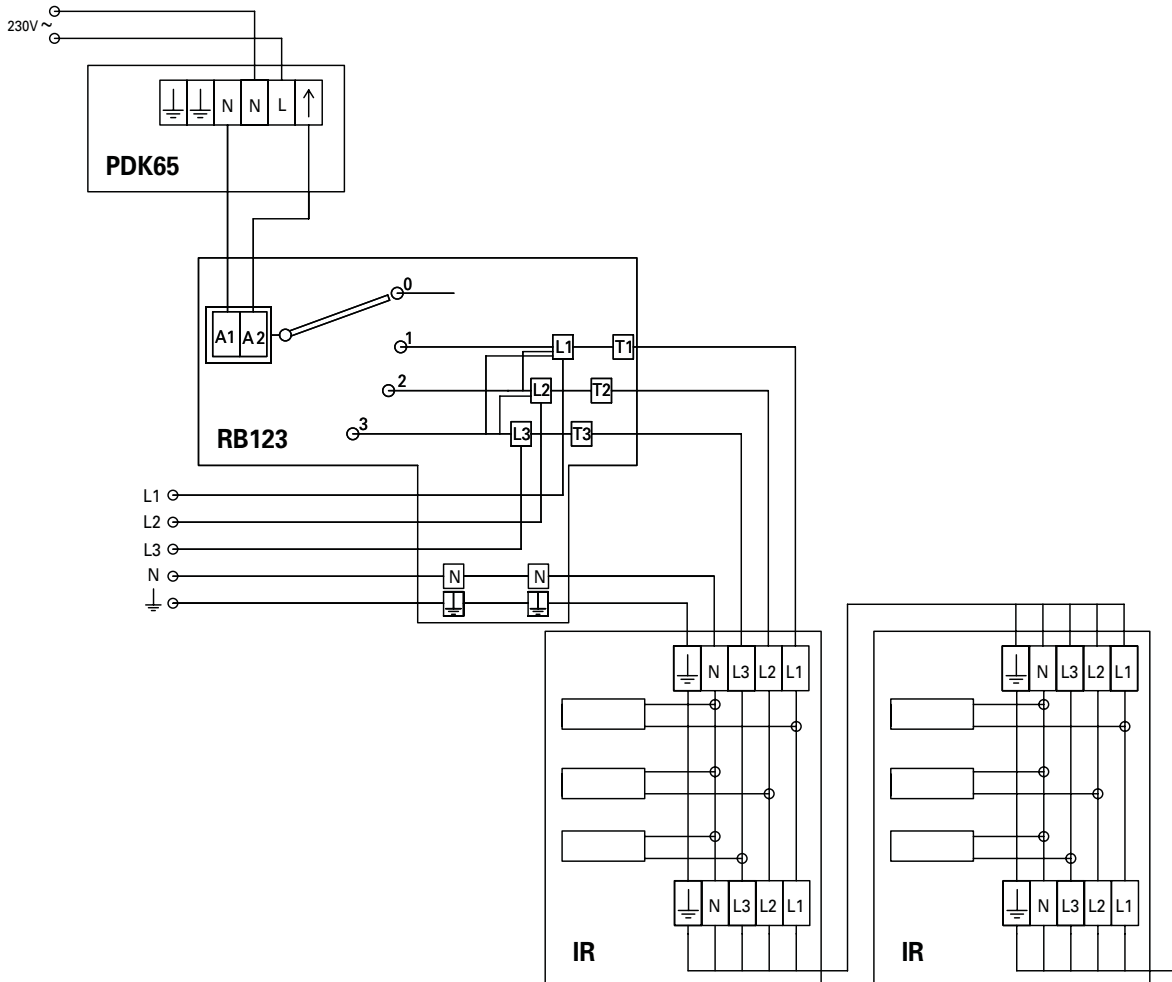 230V ~
N N L ↑
PDK65
0
A1 A2
1 L1 T1
2 L2 T2
3 L3 T3
RB123
L1
L2
L3
N N N
N L3 L2 L1 N L3 L2 L1
N L3 L2 L1 N L3 L2 L1
IR IR